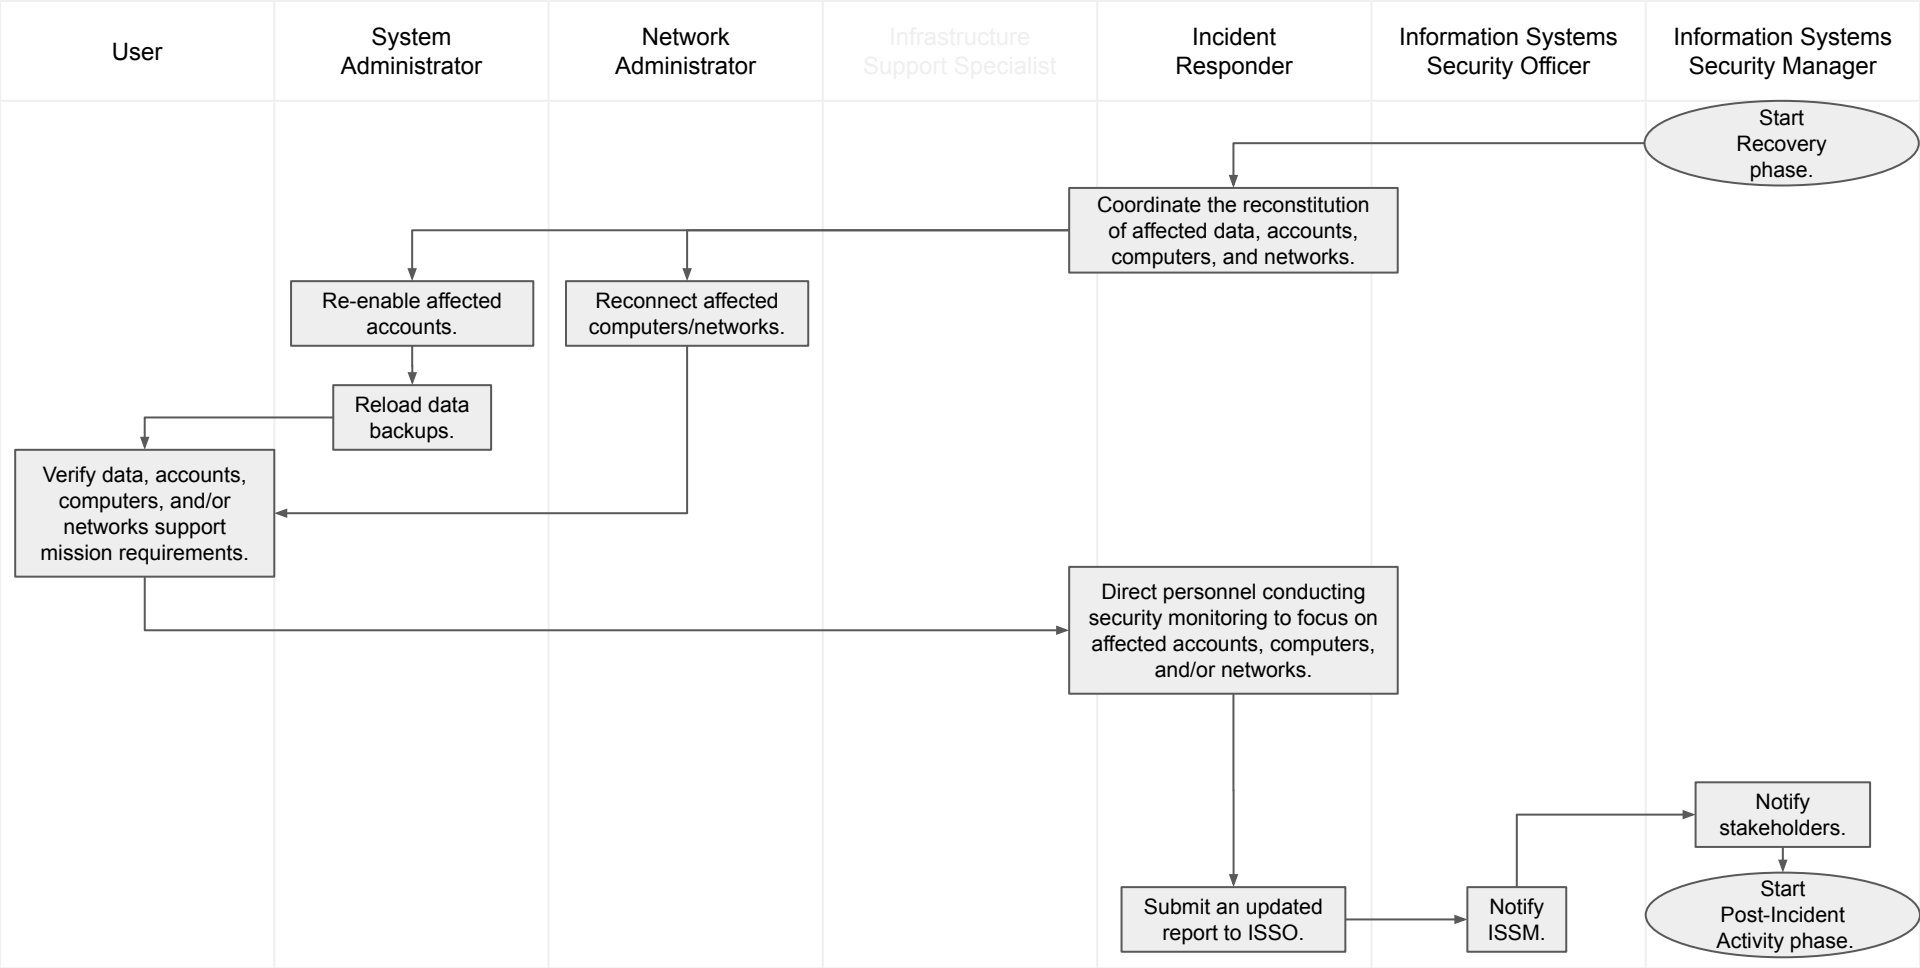 User
System
Administrator
Network
Administrator
Infrastructure
Support Specialist
Incident
Responder
Information Systems
Security Officer
Information Systems
Security Manager
Start
Recovery
phase.
Coordinate the reconstitution
of affected data, accounts,
computers, and networks.
Re-enable affected
accounts.
Reconnect affected
computers/networks.
Reload data
backups.
Verify data, accounts,
computers, and/or
networks support
mission requirements.
Direct personnel conducting
security monitoring to focus on
affected accounts, computers,
and/or networks.
Submit an updated
report to ISSO.
Notify
ISSM.
Notify
stakeholders.
Start
Post-Incident
Activity phase.